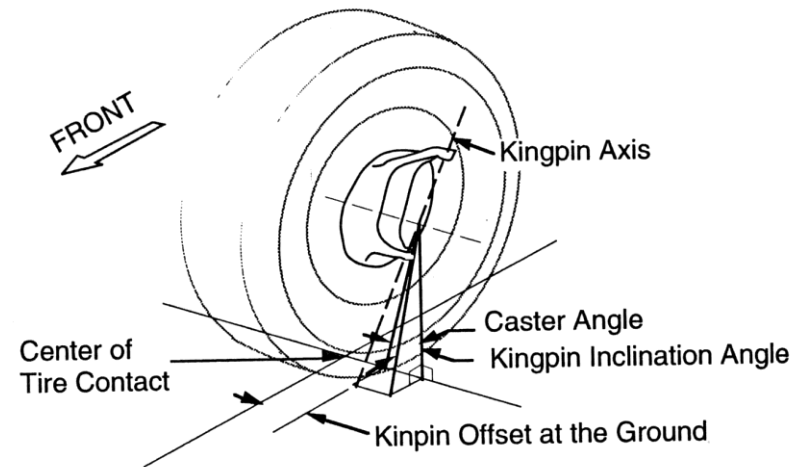 FRONT
Kingpin Axis
Caster Angle
Center of
Tire Contact
Kingpin Inclination Angle
Kinpin Offset at the Ground